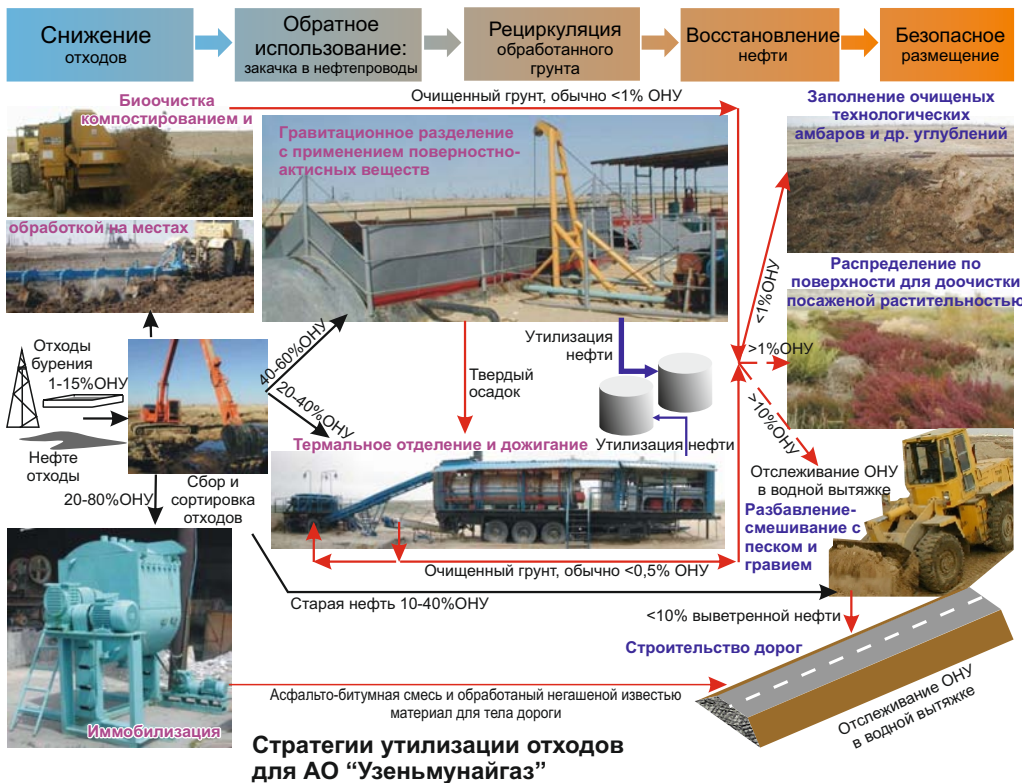 Снижение
отходов
Обратное
использование:
закачка в нефтепроводы
Рециркуляция
обработанного
грунта
Восстановление
нефти
Безопасное
размещение
Биоочистка
компостированием и
обработкой на местах
Очищенный грунт, обычно <1% ОНУ
Гравитационное разделение
с применением поверностно-
актисных веществ
Заполнение очищеных
технологических
амбаров и др. углублений
<1%ОНУ
Распределение по
поверхности для доочистки
посаженой растительностью
>1%ОНУ
>10%ОНУ
Отходы
бурения
1-15%ОНУ
Нефте
отходы
40-60%ОНУ
20-40%ОНУ
Твердый
осадок
Утилизация
нефти
Утилизация нефти
Термальное отделение и дожигание
20-80%ОНУ
Сбор и
сортировка
отходов
Отслеживание ОНУ
в водной вытяжке
Разбавление-
смешивание с
песком и
гравием
Очищенный грунт, обычно <0,5% ОНУ
Старая нефть 10-40%ОНУ
<10% выветренной нефти
Строительство дорог
Иммобилизация
Асфальто-битумная смесь и обработаный негашеной известью
материал для тела дороги
Отслеживание ОНУ
в водной вытяжке
Стратегии утилизации отходов
для АО “Узеньмунайгаз”